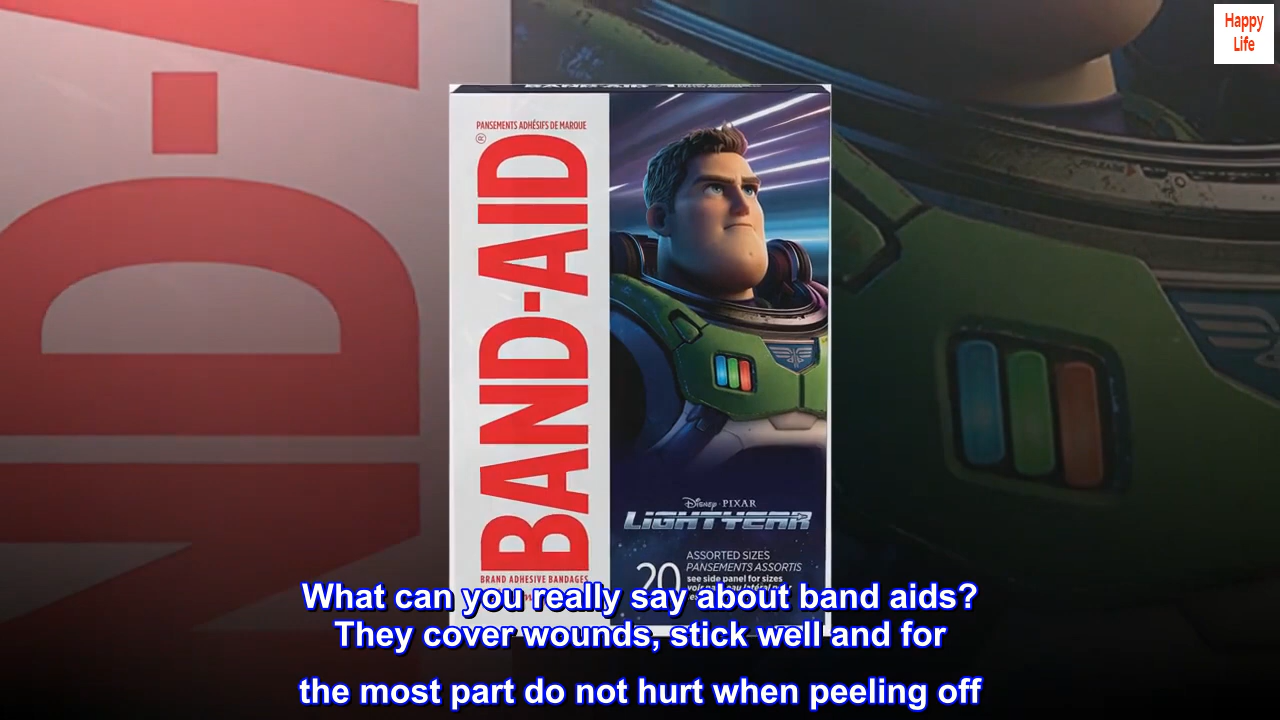 Happy
Life
PANSEMENTS ADHÉSIFS DE MARQUE
BAND-AID
BRAND ADHESIVE BANDAGES
Disney · PIXAR
LIGHTYEAR
20
ASSORTED SIZES
PANSEMENTS ASSORTIS
see side panel for sizes
What can you really say about band aids?
They cover wounds, stick well and for
the most part do not hurt when peeling off